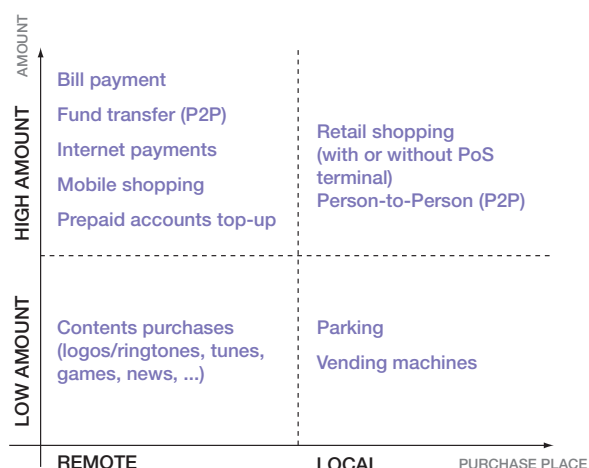 AMOUNT
HIGH AMOUNT
Bill payment
Fund transfer (P2P)
Internet payments
Mobile shopping
Prepaid accounts top-up
Retail shopping
(with or without PoS
terminal)
Person-to-Person (P2P)
LOW AMOUNT
Contents purchases
(logos/ringtones, tunes,
games, news, ...)
Parking
Vending machines
REMOTE
LOCAL
PURCHASE PLACE